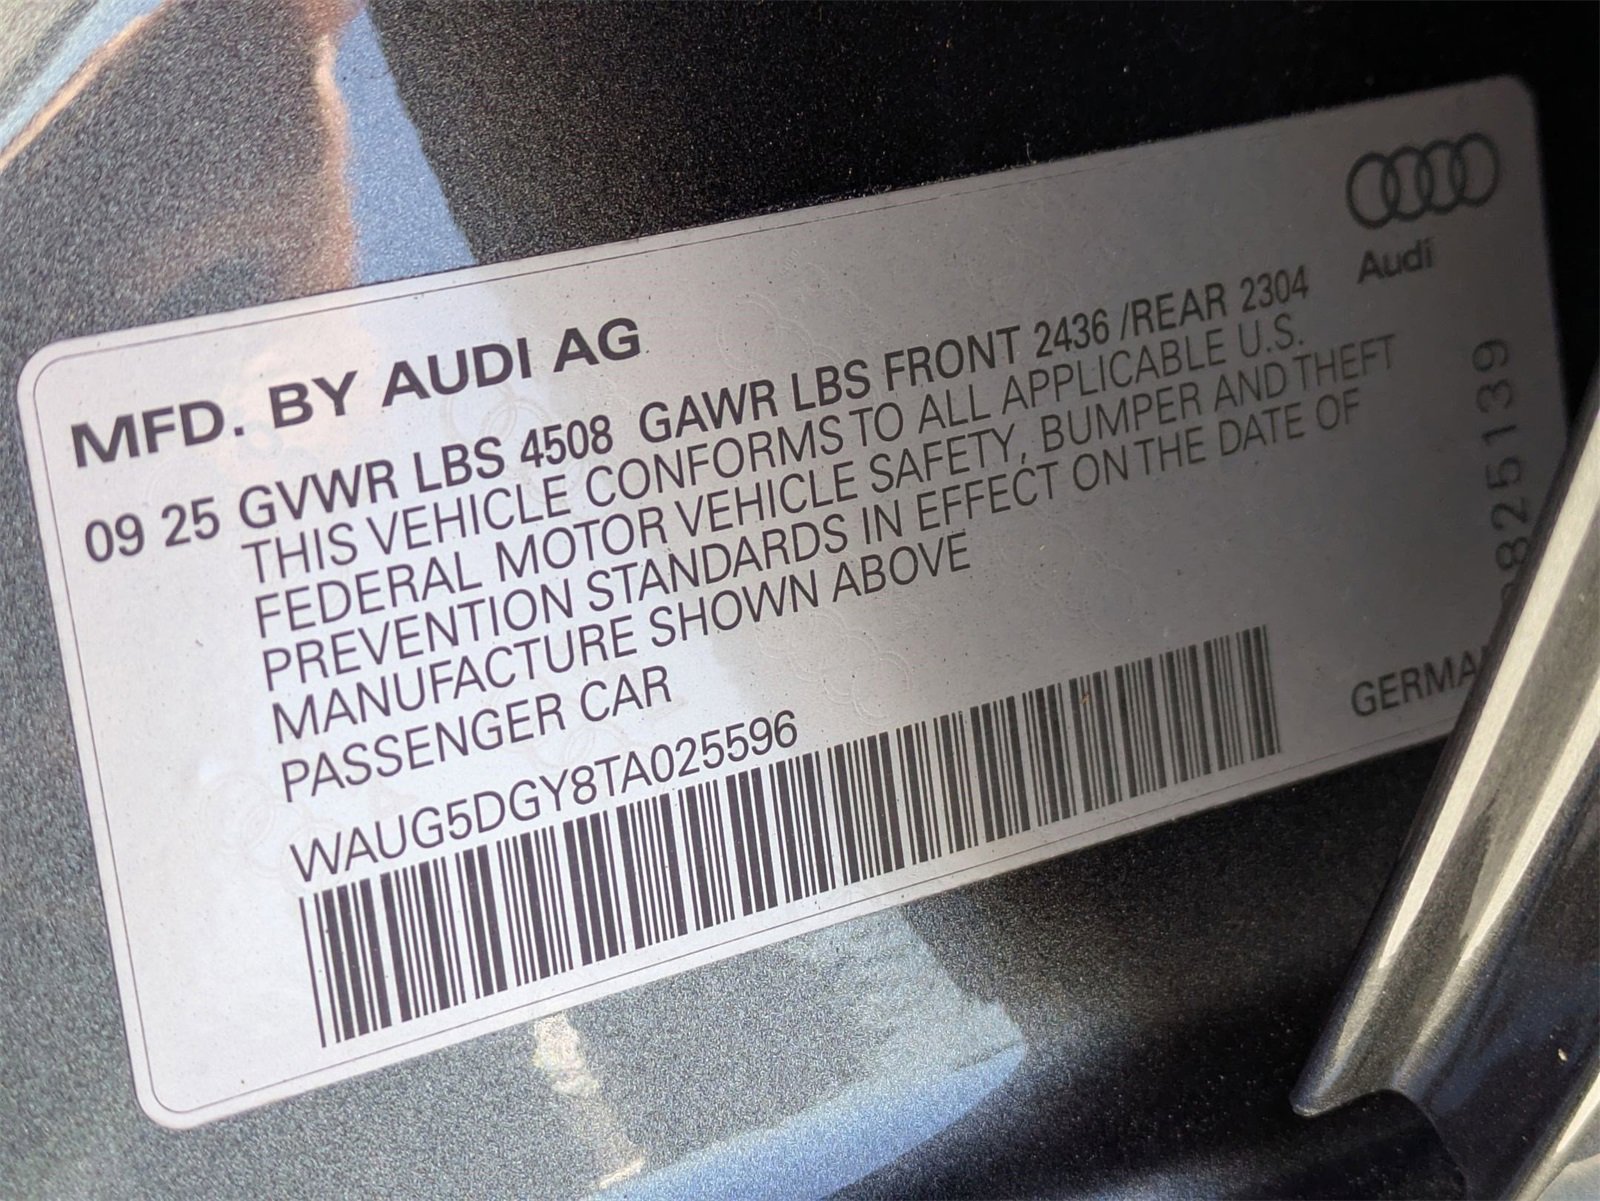 Audi
MFD. BY AUDI AG
09 25 GVWR LBS 4508 GAWR LBS FRONT 2436 /REAR 2304
THIS VEHICLE CONFORMS TO ALL APPLICABLE U.S.
FEDERAL MOTOR VEHICLE SAFETY, BUMPER AND THEFT
PREVENTION STANDARDS IN EFFECT ON THE DATE OF
MANUFACTURE SHOWN ABOVE
PASSENGER CAR
WAUG5DGY8TA025596